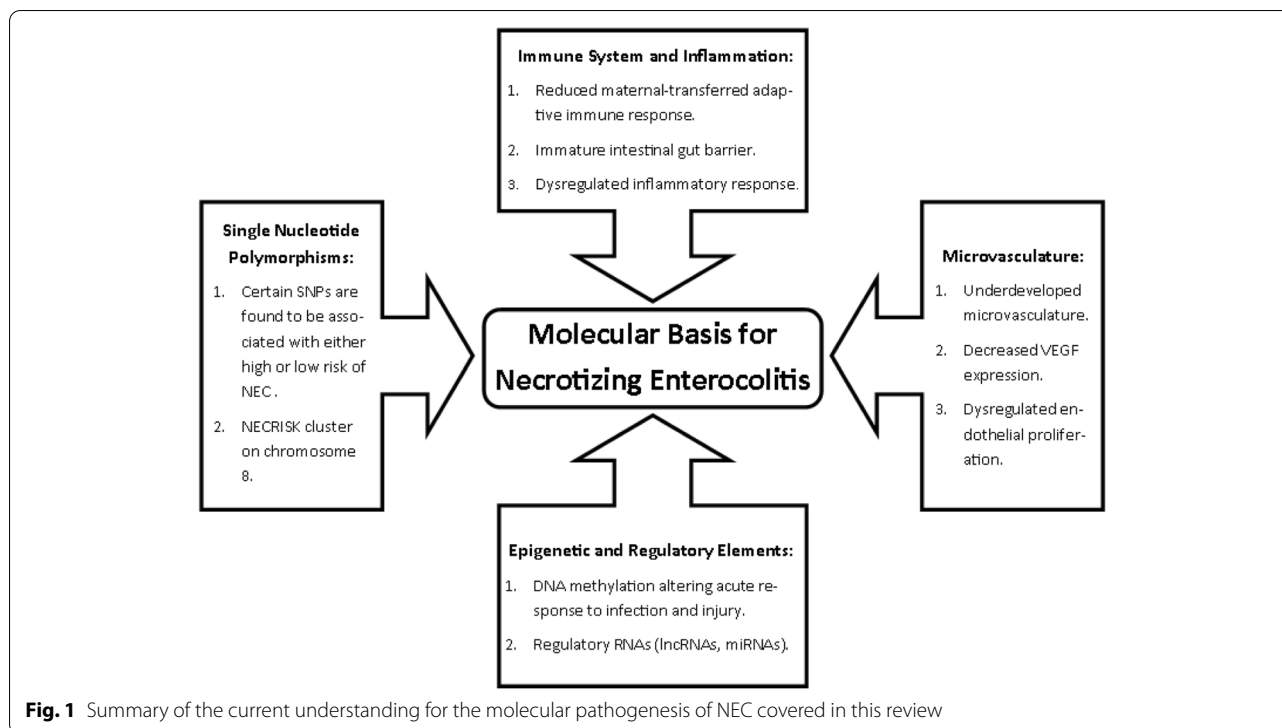 Immune System and Inflammation:
1. Reduced maternal-transferred adap-
tive immune response.
2. Immature intestinal gut barrier.
3. Dysregulated inflammatory response.
Single Nucleotide
Polymorphisms:
1. Certain SNPs are
found to be asso-
ciated with either
high or low risk of
NEC .
2. NECRISK cluster
on chromosome
8.
Molecular Basis for
Necrotizing Enterocolitis
Microvasculature:
1. Underdeveloped
microvasculature.
2. Decreased VEGF
expression.
3. Dysregulated en-
dothelial prolifer-
ation.
Epigenetic and Regulatory Elements:
1. DNA methylation altering acute re-
sponse to infection and injury.
2. Regulatory RNAs (lncRNAs, miRNAs).
Fig. 1 Summary of the current understanding for the molecular pathogenesis of NEC covered in this review